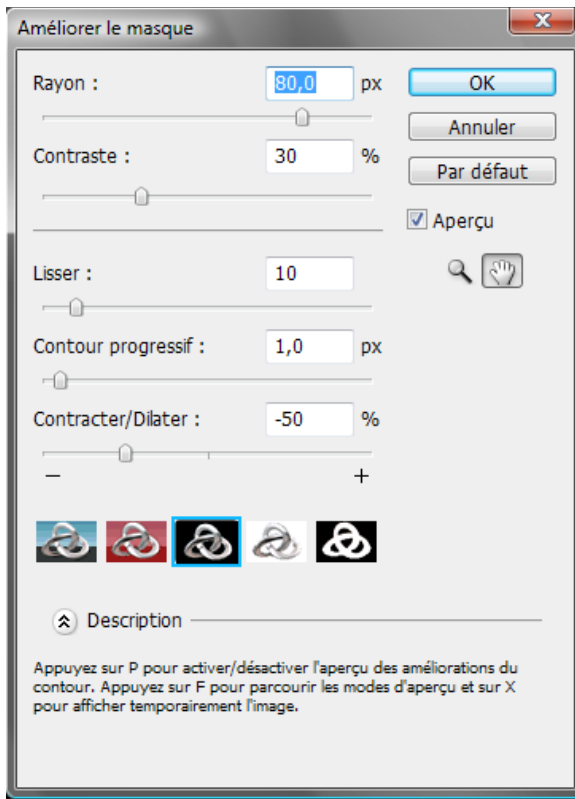 Améliorer le masque
Rayon :
80,0
px
OK
Annuler
Contraste :
30
%
Par défaut
Aperçu
Lisser :
10
Contour progressif :
1,0
px
Contracter/Dilater :
-50
%
−
+
Description
Appuyez sur P pour activer/désactiver l'aperçu des améliorations du
contour. Appuyez sur F pour parcourir les modes d'aperçu et sur X
pour afficher temporairement l'image.